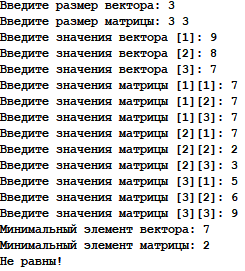 Введите размер вектора: 3
Введите размер матрицы: 3 3
Введите значения вектора [1]: 9
Введите значения вектора [2]: 8
Введите значения вектора [3]: 7
Введите значения матрицы [1][1]: 7
Введите значения матрицы [1][2]: 7
Введите значения матрицы [1][3]: 7
Введите значения матрицы [2][1]: 7
Введите значения матрицы [2][2]: 2
Введите значения матрицы [2][3]: 3
Введите значения матрицы [3][1]: 5
Введите значения матрицы [3][2]: 6
Введите значения матрицы [3][3]: 9
Минимальный элемент вектора: 7
Минимальный элемент матрицы: 2
Не равны!